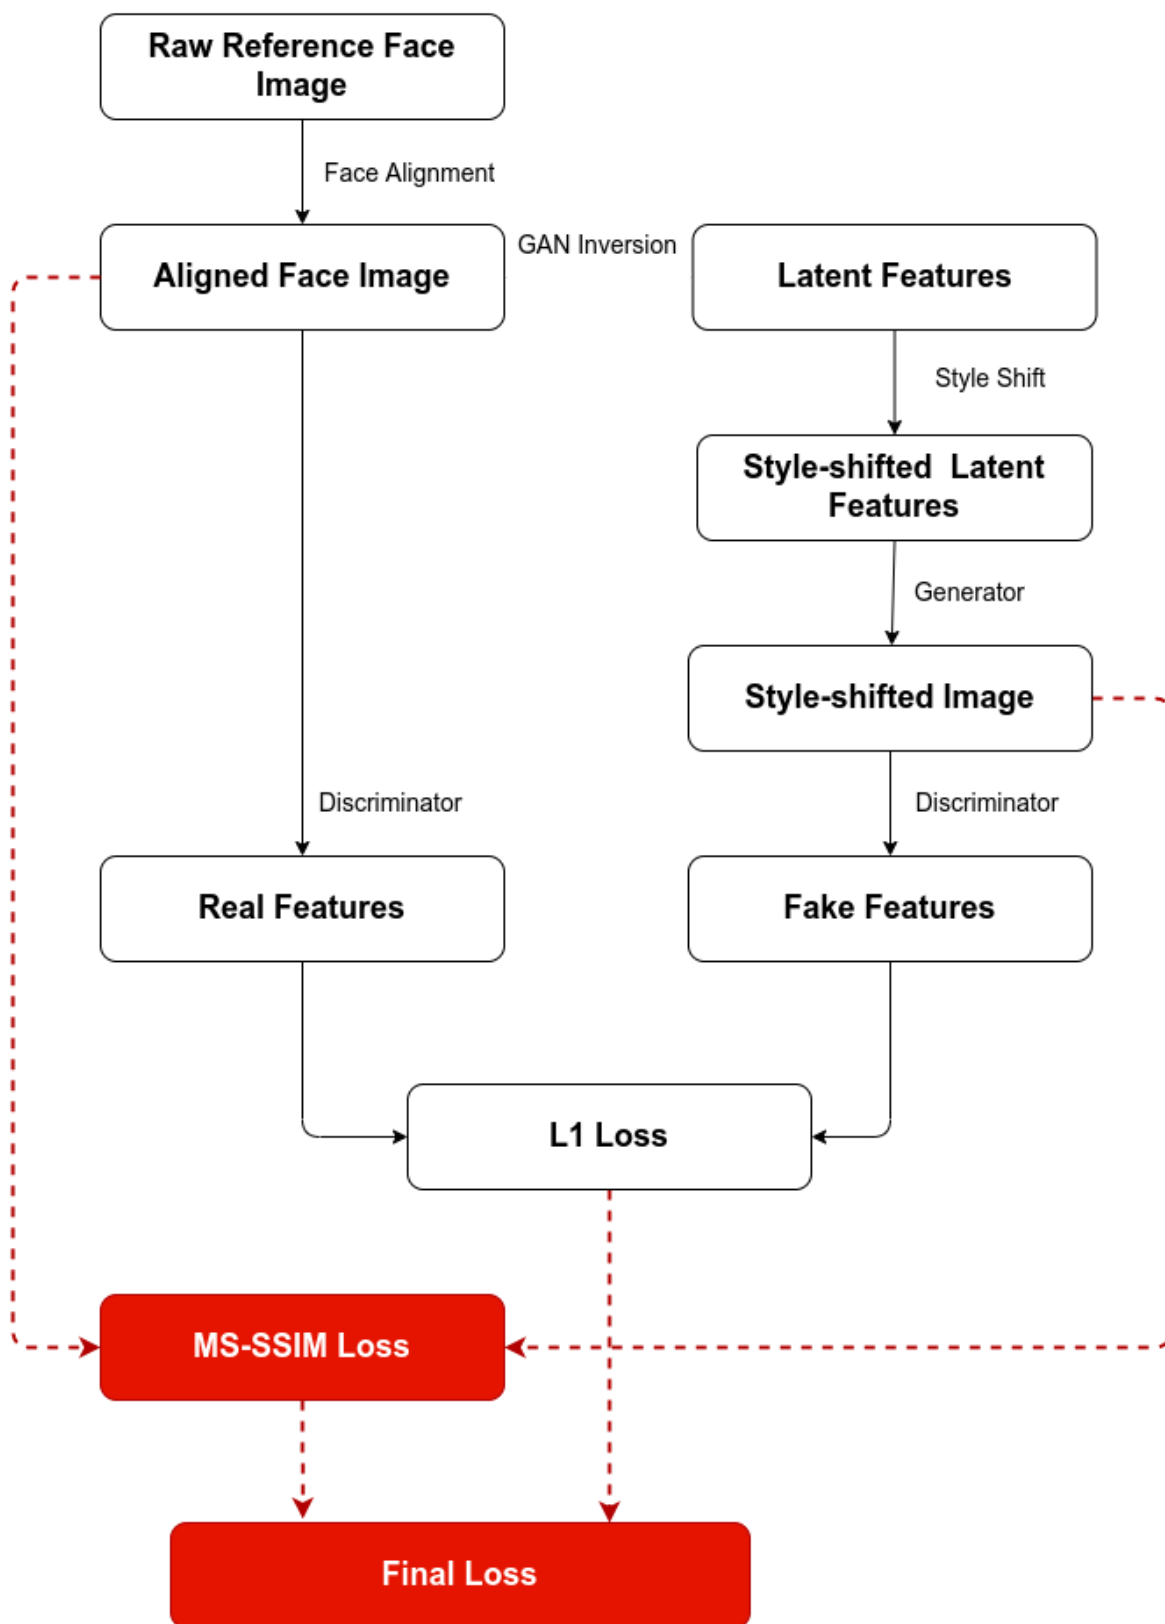 Raw Reference Face
Image
Face Alignment
Aligned Face Image
GAN Inversion
Latent Features
Style Shift
Style-shifted  Latent
Features
Generator
Style-shifted Image
Discriminator
Discriminator
Real Features
Fake Features
L1 Loss
MS-SSIM Loss
Final Loss